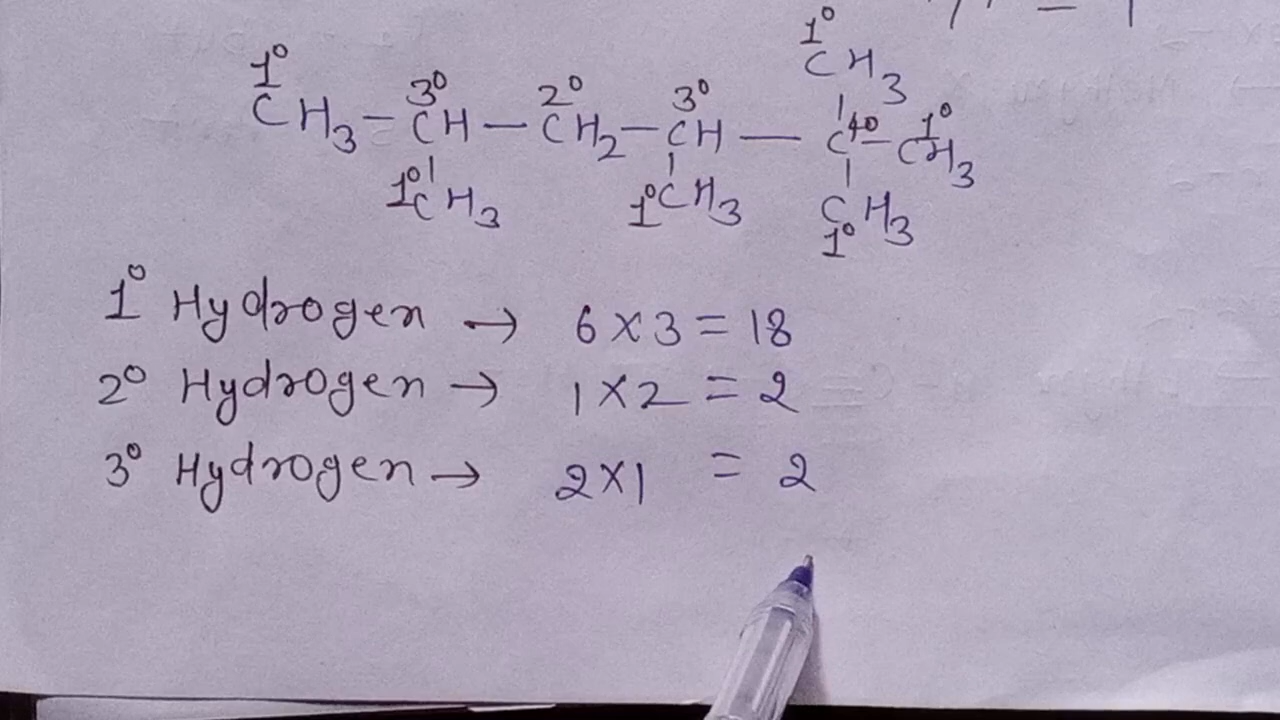 1° CH3
1° 3° 2° 3°
CH3 – CH – CH2 – CH — C 4° – CH3 1°
1° CH3 1° CH3 CH3
1°
1° Hydrogen → 6 × 3 = 18
2° Hydrogen → 1 × 2 = 2
3° Hydrogen → 2 × 1 = 2